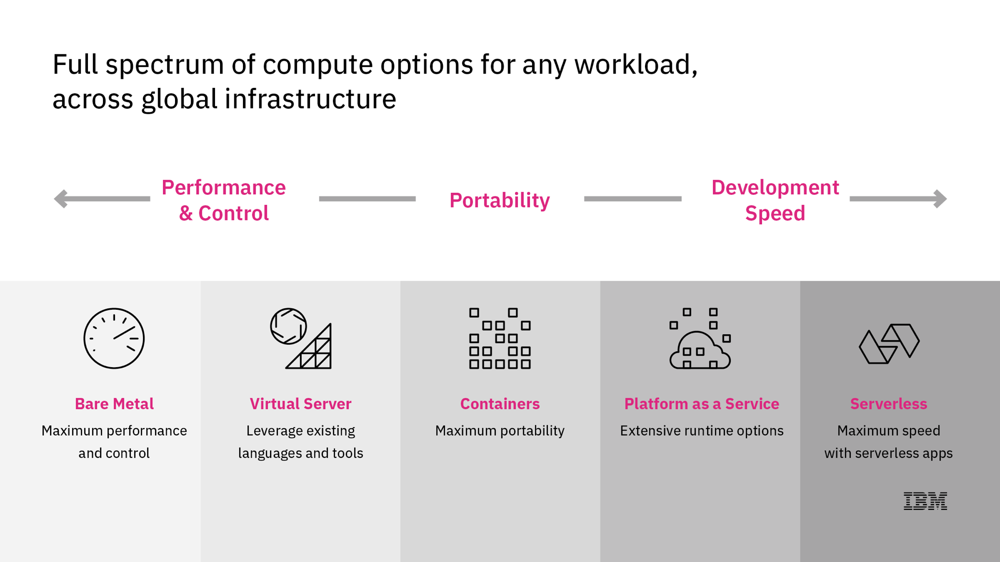 Full spectrum of compute options for any workload,
across global infrastructure
Performance
& Control
Portability
Development
Speed
Bare Metal
Maximum performance
and control
Virtual Server
Leverage existing
languages and tools
Containers
Maximum portability
Platform as a Service
Extensive runtime options
Serverless
Maximum speed
with serverless apps
IBM